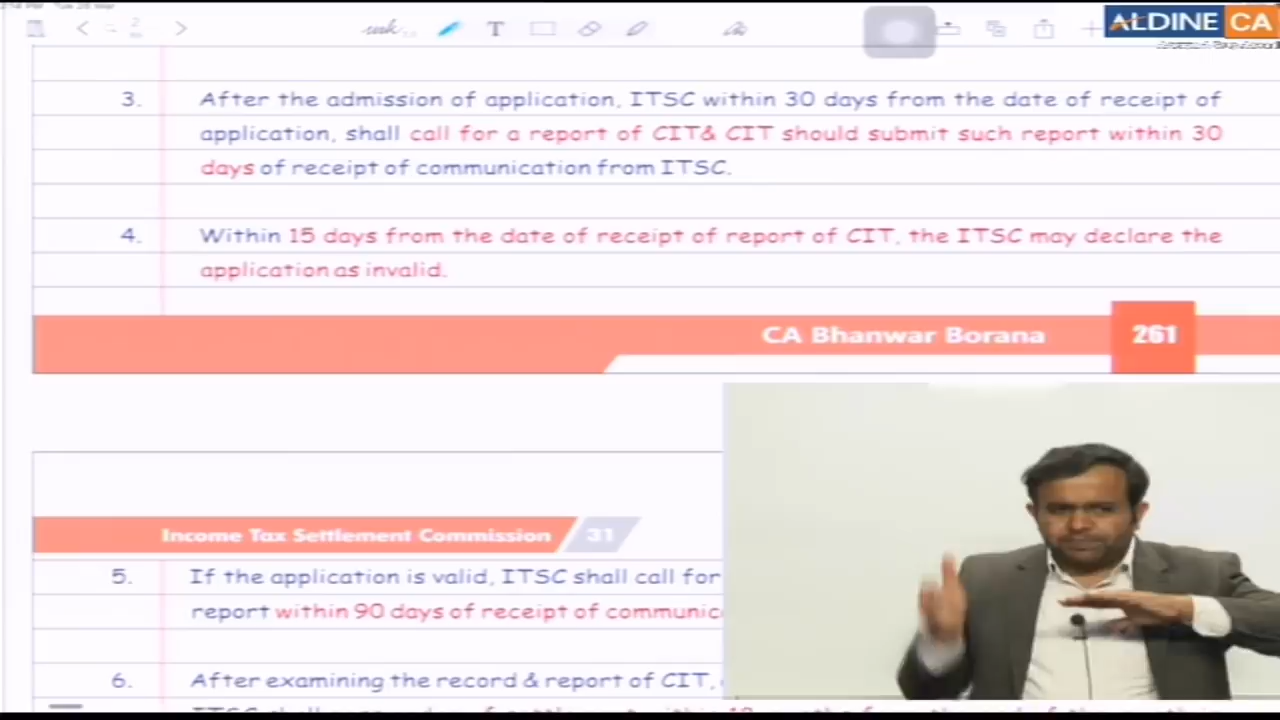 ALDINE CA
3. After the admission of application, ITSC within 30 days from the date of receipt of
application, shall call for a report of CIT& CIT should submit such report within 30
days of receipt of communication from ITSC.
4. Within 15 days from the date of receipt of report of CIT, the ITSC may declare the
application as invalid.
CA Bhanwar Borana 261
Income Tax Settlement Commission 31
5. If the application is valid, ITSC shall call for
report within 90 days of receipt of communic
6. After examining the record & report of CIT,